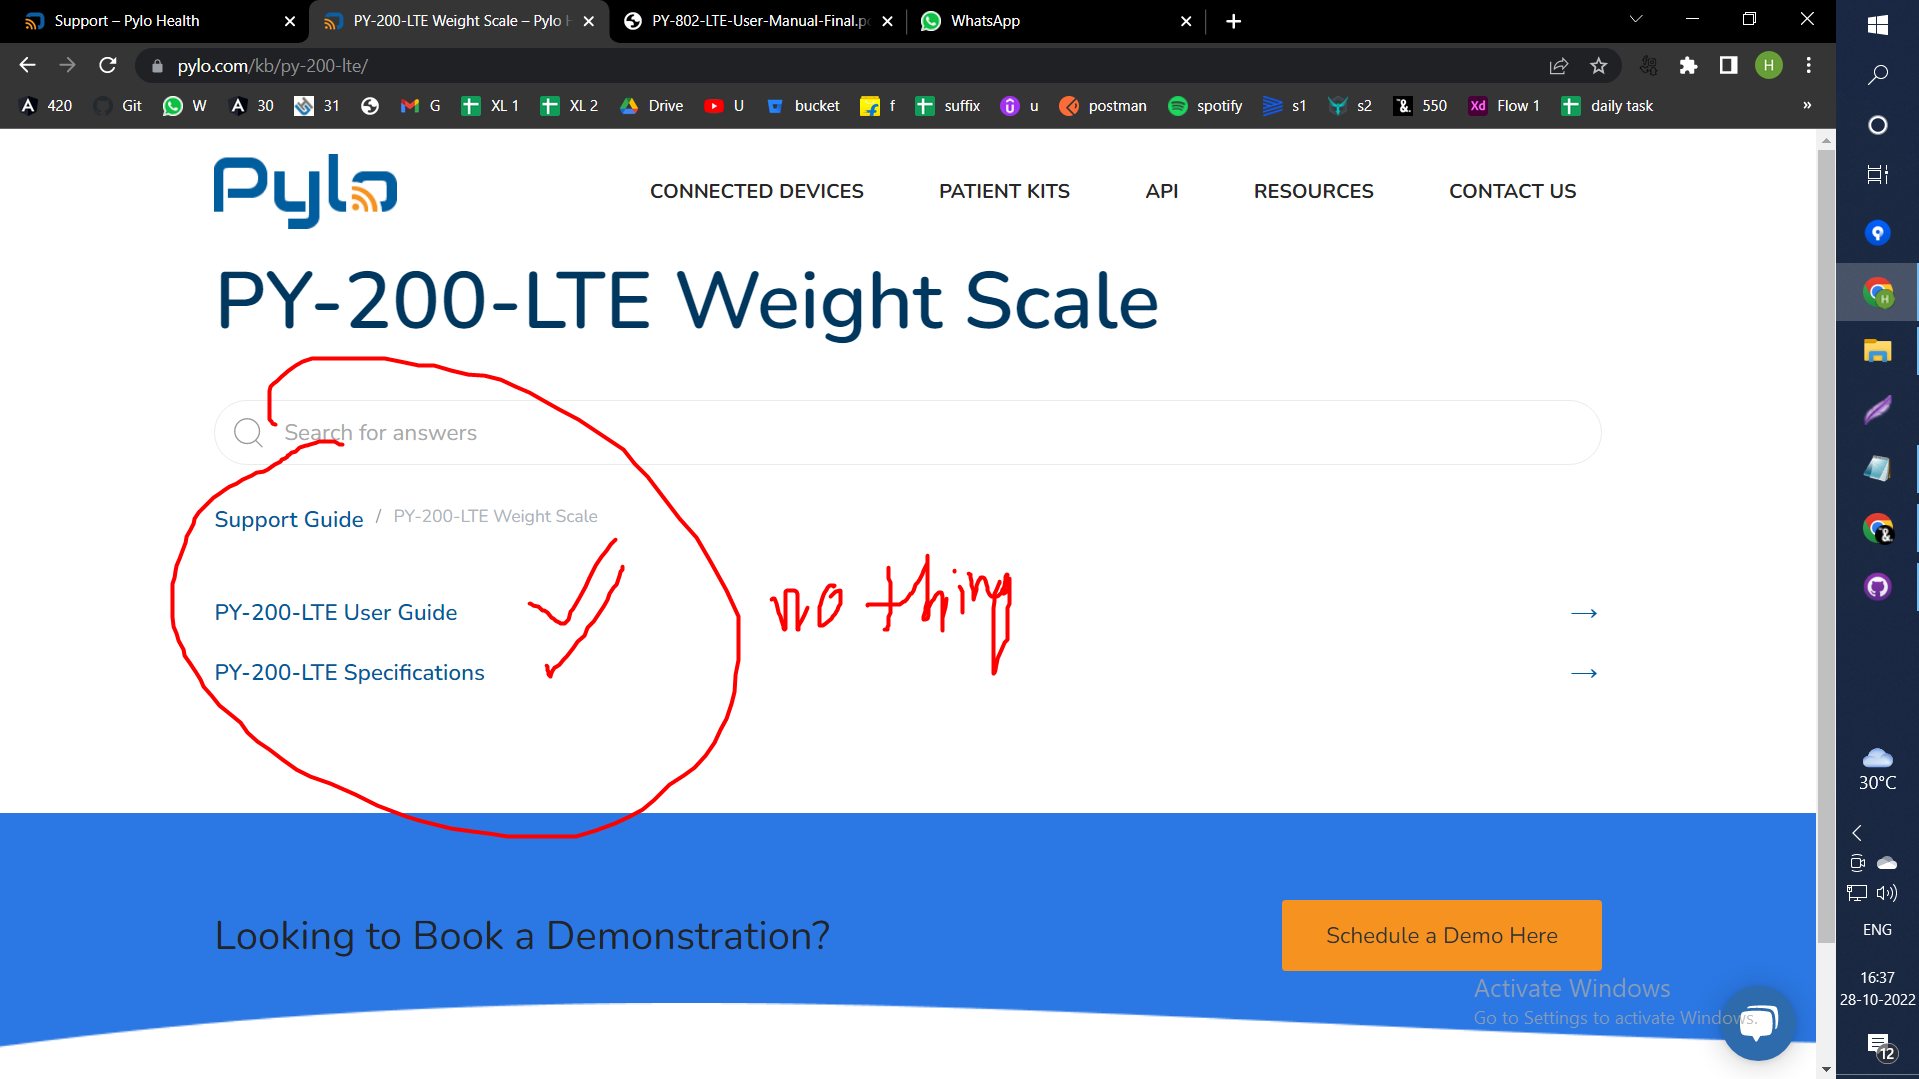 Support – Pylo Health
PY-200-LTE Weight Scale – Pylo H
PY-802-LTE-User-Manual-Final.p
WhatsApp
pylo.com/kb/py-200-lte/
H
420 Git W 30 31 G XL 1 XL 2 Drive U bucket f suffix u postman spotify s1 s2 &. 550 Xd Flow 1 daily task »
Pylo
CONNECTED DEVICES PATIENT KITS API RESOURCES CONTACT US
PY-200-LTE Weight Scale
Search for answers
Support Guide / PY-200-LTE Weight Scale
PY-200-LTE User Guide →
no thing
PY-200-LTE Specifications →
Looking to Book a Demonstration?
Schedule a Demo Here
Activate Windows
Go to Settings to activate Windows.
30°C
ENG
16:37
28-10-2022
12